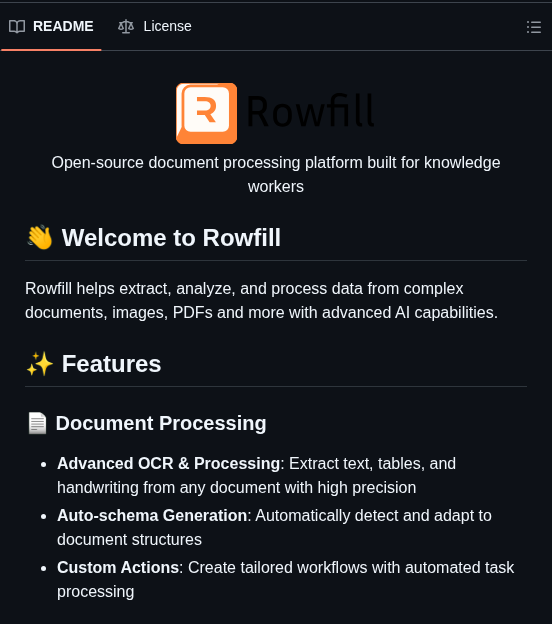 README License
Rowfill
Open-source document processing platform built for knowledge
workers
👋 Welcome to Rowfill
Rowfill helps extract, analyze, and process data from complex
documents, images, PDFs and more with advanced AI capabilities.
✨ Features
📄 Document Processing
• Advanced OCR & Processing: Extract text, tables, and
handwriting from any document with high precision
• Auto-schema Generation: Automatically detect and adapt to
document structures
• Custom Actions: Create tailored workflows with automated task
processing